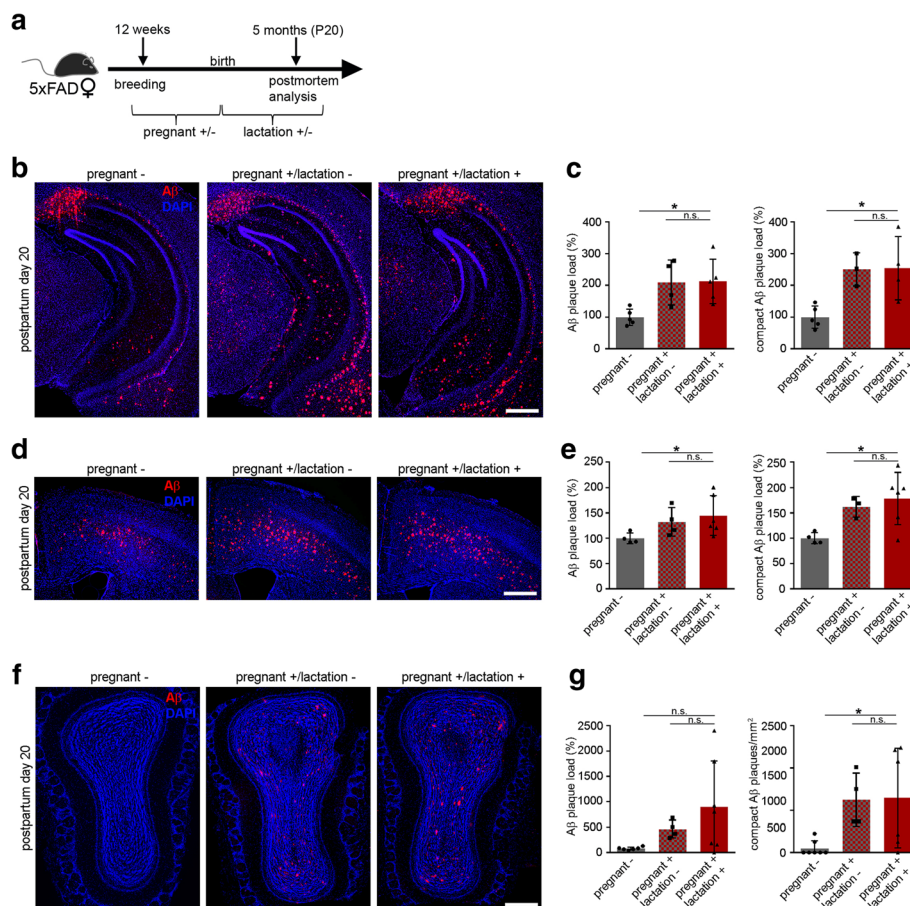 a
12 weeks
5 months (P20)
birth
5xFAD♀
breeding
postmortem
analysis
pregnant +/-
lactation +/-
b
pregnant -
pregnant +/lactation -
pregnant +/lactation +
postpartum day 20
Aβ
DAPI
c
*
n.s.
Aβ plaque load (%)
400
300
200
100
0
pregnant -
pregnant +
lactation -
pregnant +
lactation +
*
n.s.
compact Aβ plaque load (%)
400
300
200
100
0
pregnant -
pregnant +
lactation -
pregnant +
lactation +
d
pregnant -
pregnant +/lactation -
pregnant +/lactation +
postpartum day 20
Aβ
DAPI
e
*
n.s.
Aβ plaque load (%)
250
200
150
100
50
0
pregnant -
pregnant +
lactation -
pregnant +
lactation +
*
n.s.
compact Aβ plaque load (%)
250
200
150
100
50
0
pregnant -
pregnant +
lactation -
pregnant +
lactation +
f
pregnant -
pregnant +/lactation -
pregnant +/lactation +
postpartum day 20
Aβ
DAPI
g
n.s.
n.s.
Aβ plaque load (%)
2500
2000
1500
1000
500
0
pregnant -
pregnant +
lactation -
pregnant +
lactation +
*
n.s.
compact Aβ plaques/mm²
2500
2000
1500
1000
500
0
pregnant -
pregnant +
lactation -
pregnant +
lactation +